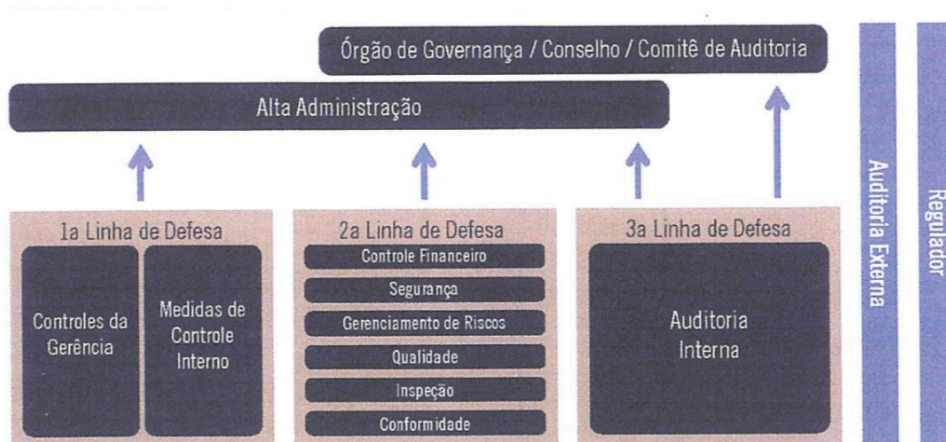 Órgão de Governança / Conselho / Comitê de Auditoria
Alta Administração
1a Linha de Defesa
Controles da
Gerência
Medidas de
Controle
Interno
2a Linha de Defesa
Controle Financeiro
Segurança
Gerenciamento de Riscos
Qualidade
Inspeção
Conformidade
3a Linha de Defesa
Auditoria
Interna
Auditoria Externa
Regulador